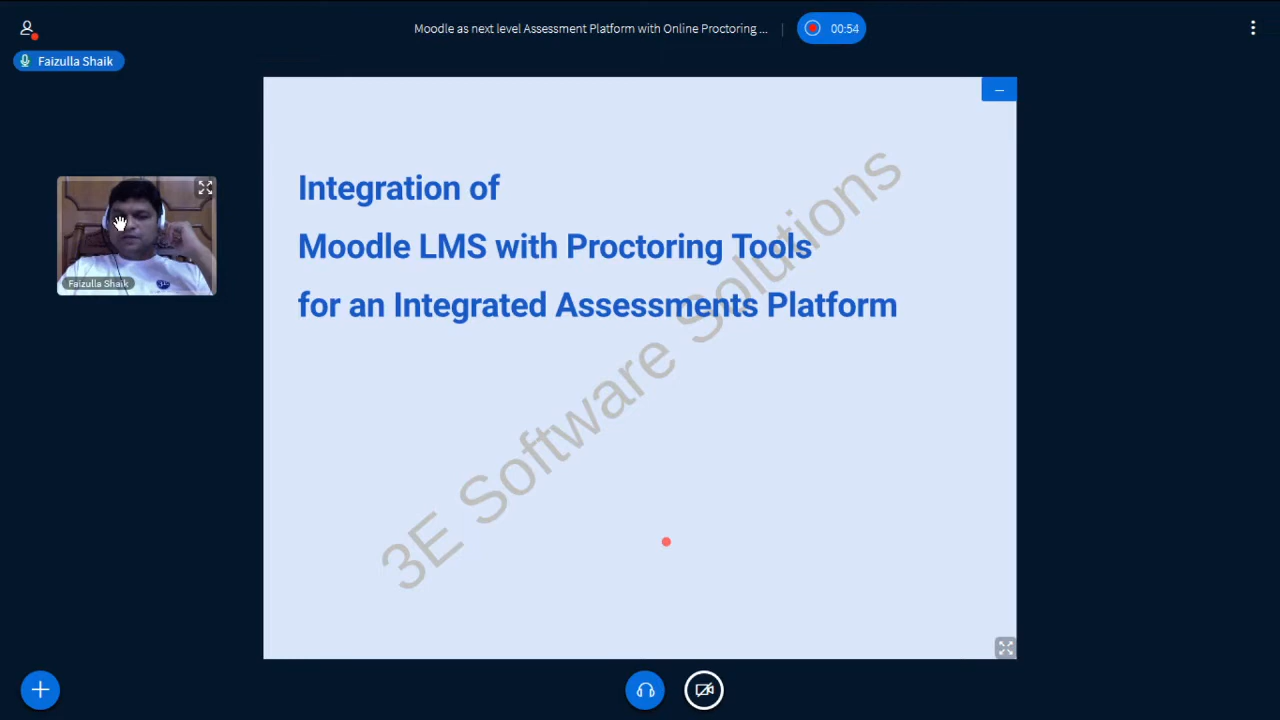 Moodle as next level Assessment Platform with Online Proctoring ...
00:54
Faizulla Shaik
Integration of
Moodle LMS with Proctoring Tools
for an Integrated Assessments Platform
3E Software Solutions
Faizulla Shaik